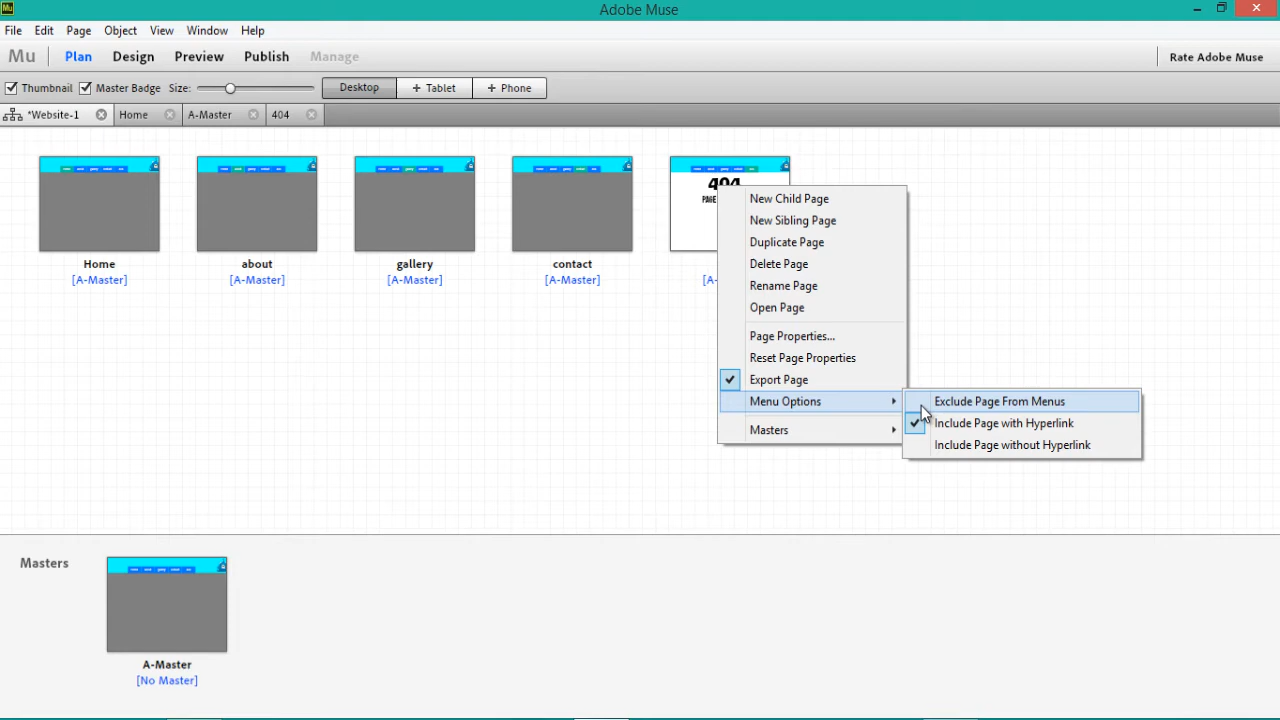 Mu
Adobe Muse
File Edit Page Object View Window Help
Mu Plan Design Preview Publish Manage Rate Adobe Muse
Thumbnail Master Badge Size: Desktop + Tablet + Phone
*Website-1 Home A-Master 404
404
PAGE
Home about gallery contact
[A-Master] [A-Master] [A-Master] [A-Master] [A-
New Child Page
New Sibling Page
Duplicate Page
Delete Page
Rename Page
Open Page
Page Properties...
Reset Page Properties
Export Page
Menu Options
Masters
Exclude Page From Menus
Include Page with Hyperlink
Include Page without Hyperlink
Masters
A-Master
[No Master]